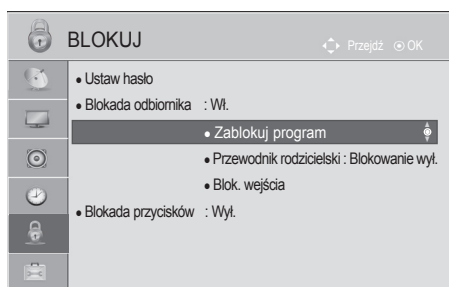 BLOKUJ
Przejdź OK
• Ustaw hasło
• Blokada odbiornika : Wł.
• Zablokuj program
• Przewodnik rodzicielski : Blokowanie wył.
• Blok. wejścia
• Blokada przycisków : Wył.